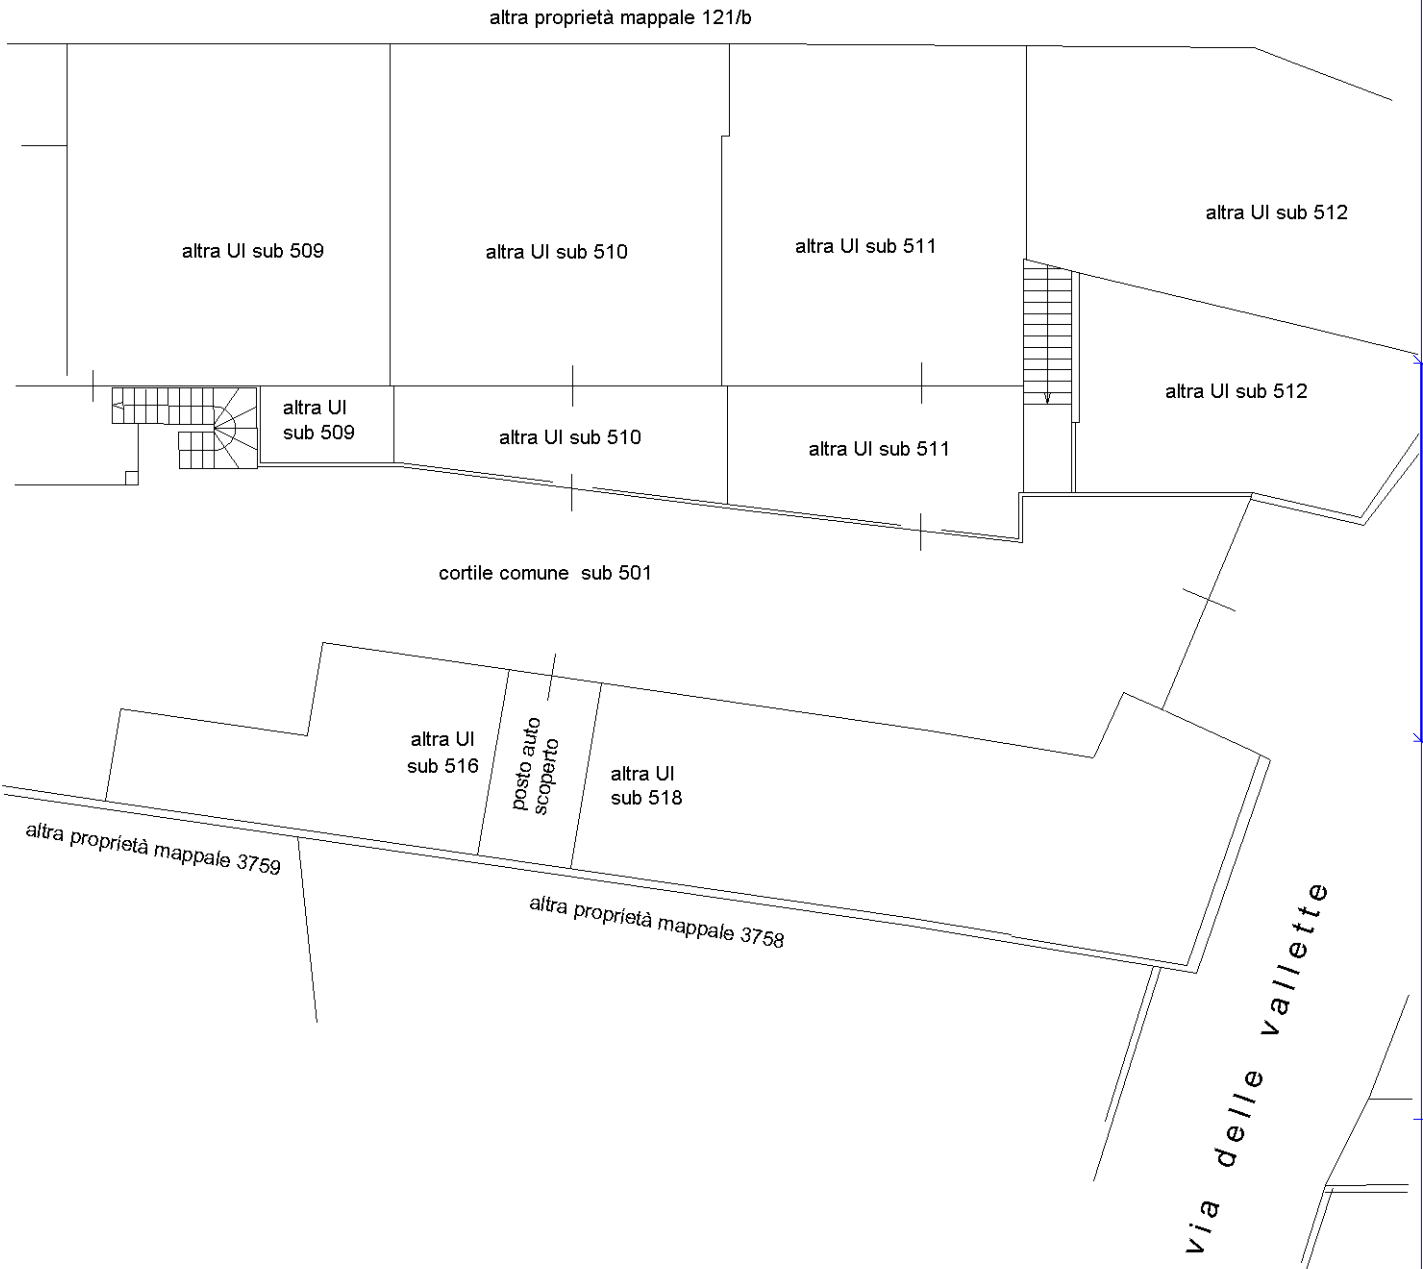 altra proprietà mappale 121/b
altra UI sub 512
altra UI sub 509
altra UI sub 510
altra UI sub 511
altra UI sub 512
altra UI
sub 509
altra UI sub 510
altra UI sub 511
cortile comune sub 501
altra UI
sub 516
posto auto
scoperto
altra UI
sub 518
altra proprietà mappale 3759
altra proprietà mappale 3758
via delle vallette